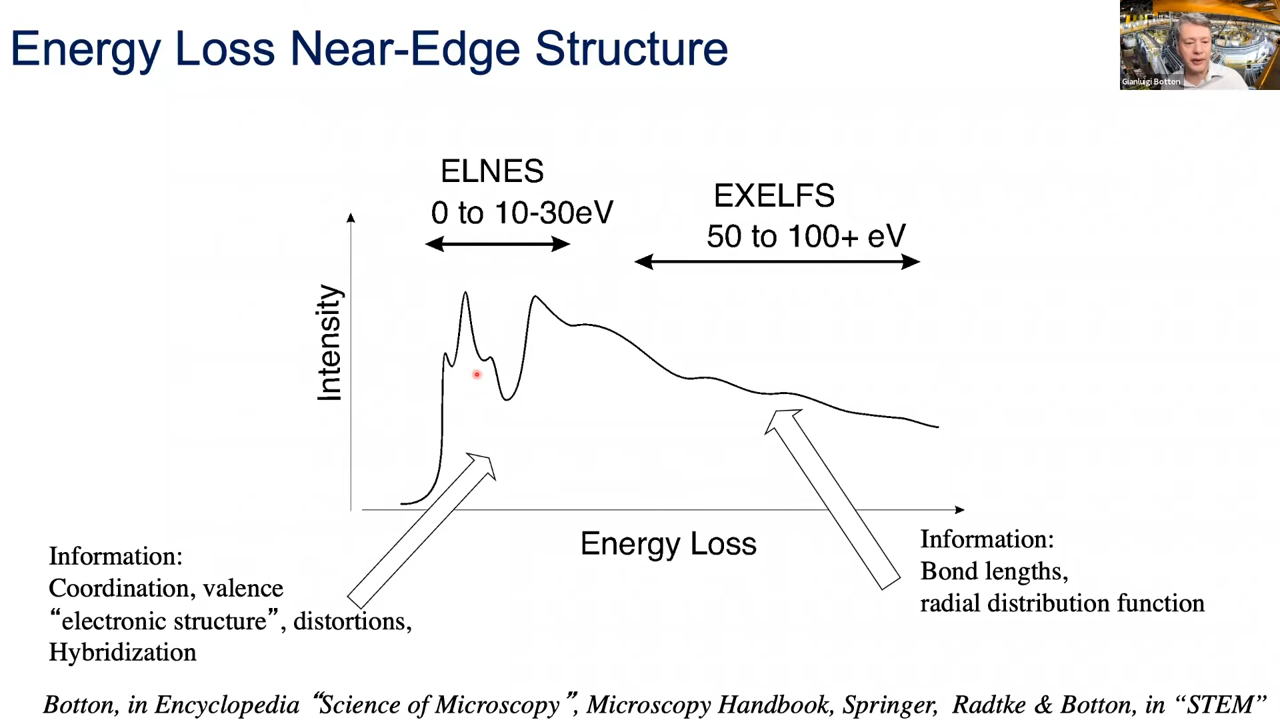 Energy Loss Near-Edge Structure
Gianluigi Botton
ELNES
0 to 10-30eV
EXELFS
50 to 100+ eV
Intensity
Energy Loss
Information:
Coordination, valence
“electronic structure”, distortions,
Hybridization
Information:
Bond lengths,
radial distribution function
Botton, in Encyclopedia “Science of Microscopy”, Microscopy Handbook, Springer, Radtke & Botton, in “STEM”